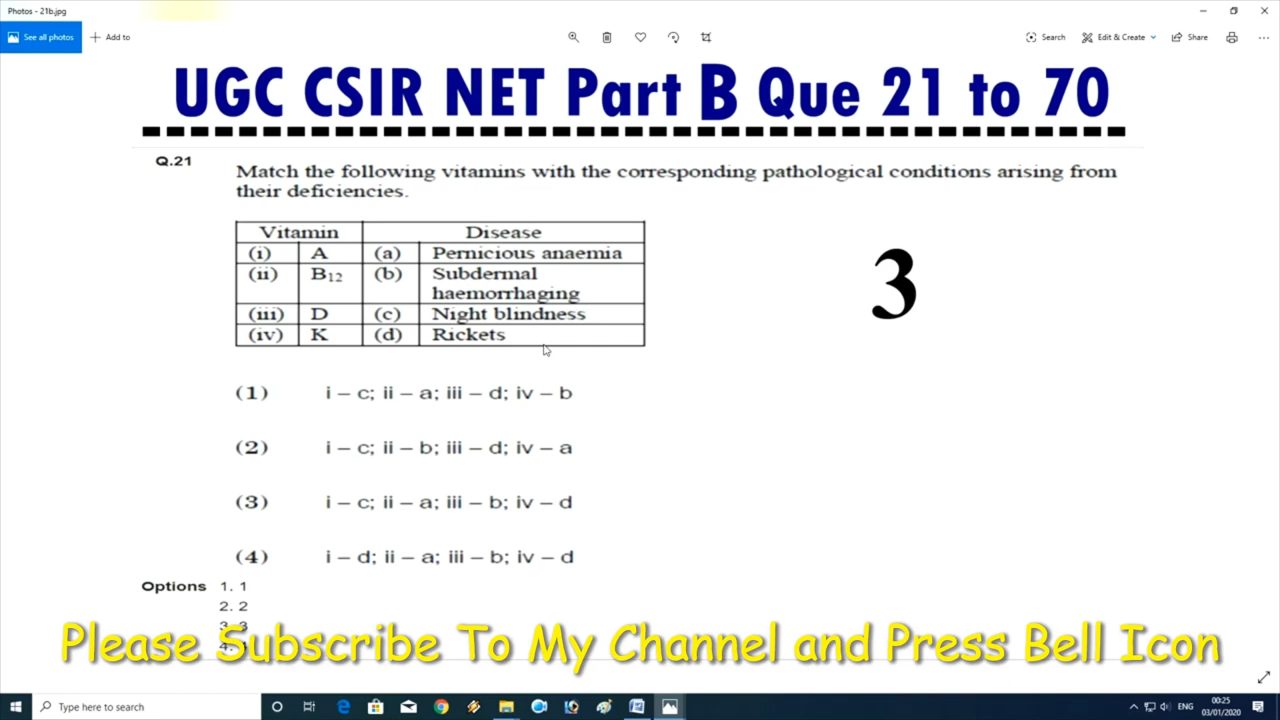 Photos - 21b.jpg
See all photos
Add to
Search
Edit & Create
Share
UGC CSIR NET Part B Que 21 to 70
Q.21
Match the following vitamins with the corresponding pathological conditions arising from
their deficiencies.
Vitamin Disease
(i) A (a) Pernicious anaemia
(ii) B12 (b) Subdermal
haemorrhaging
(iii) D (c) Night blindness
(iv) K (d) Rickets
3
(1) i – c; ii – a; iii – d; iv – b
(2) i – c; ii – b; iii – d; iv – a
(3) i – c; ii – a; iii – b; iv – d
(4) i – d; ii – a; iii – b; iv – d
Options 1. 1
2. 2
3. 3
Please Subscribe To My Channel and Press Bell Icon
Type here to search
ENG
00:25
03/01/2020